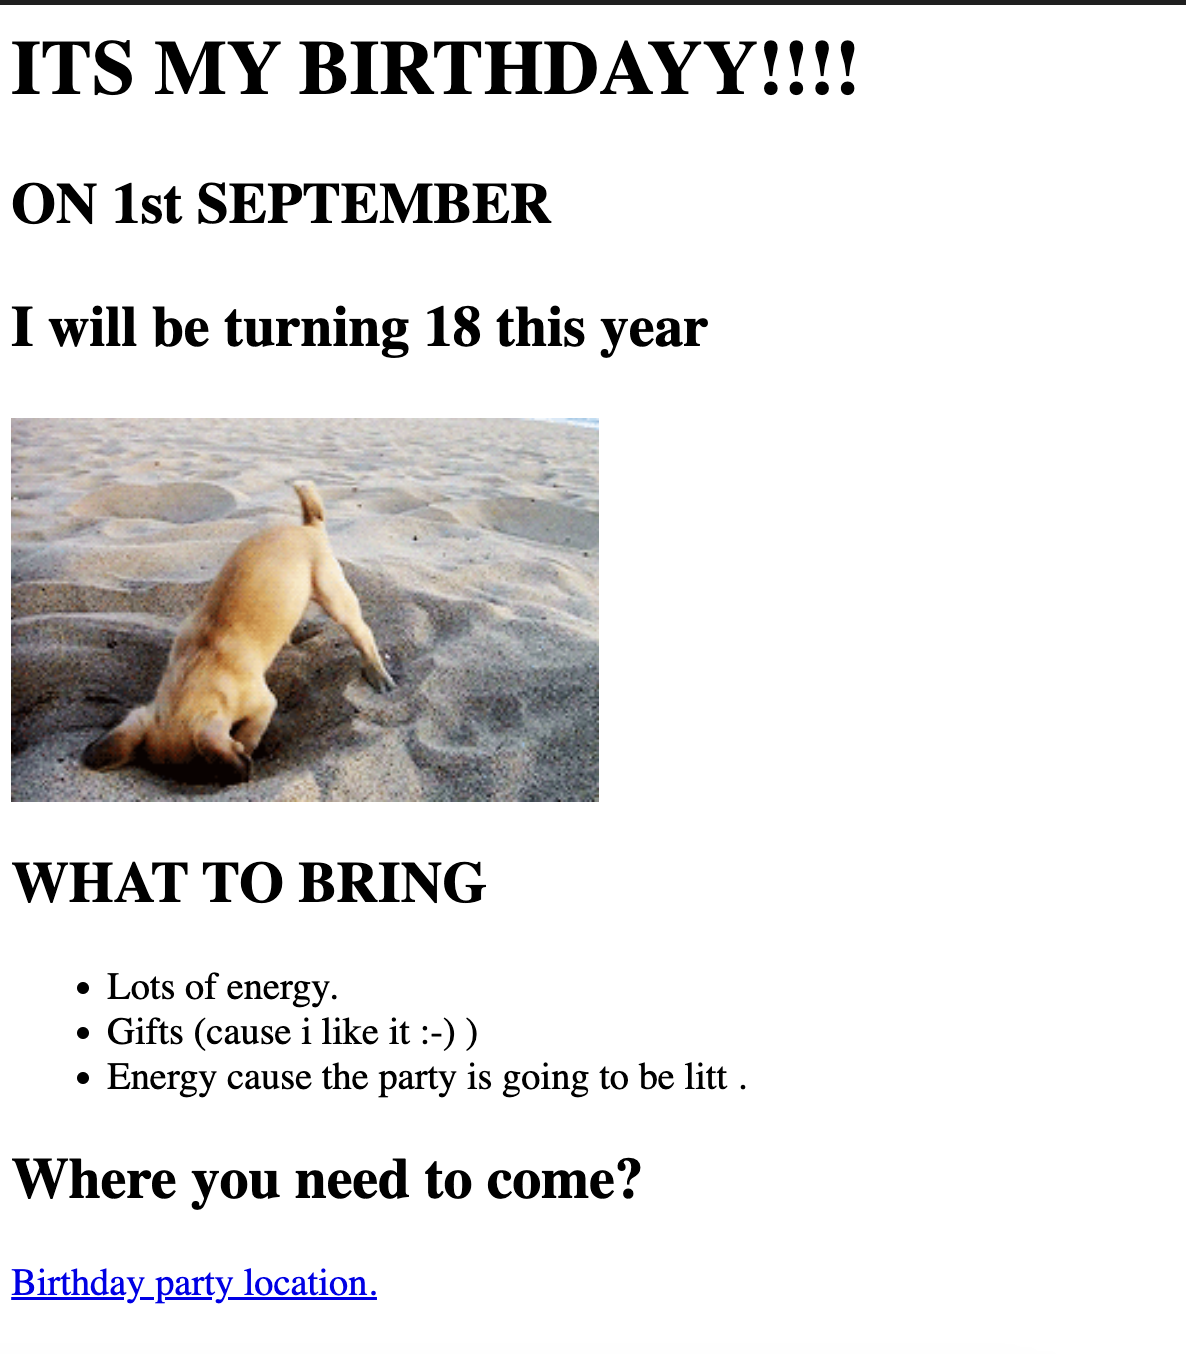 ITS MY BIRTHDAYY!!!!
ON 1st SEPTEMBER
I will be turning 18 this year
WHAT TO BRING
• Lots of energy.
• Gifts (cause i like it :-) )
• Energy cause the party is going to be litt .
Where you need to come?
Birthday party location.